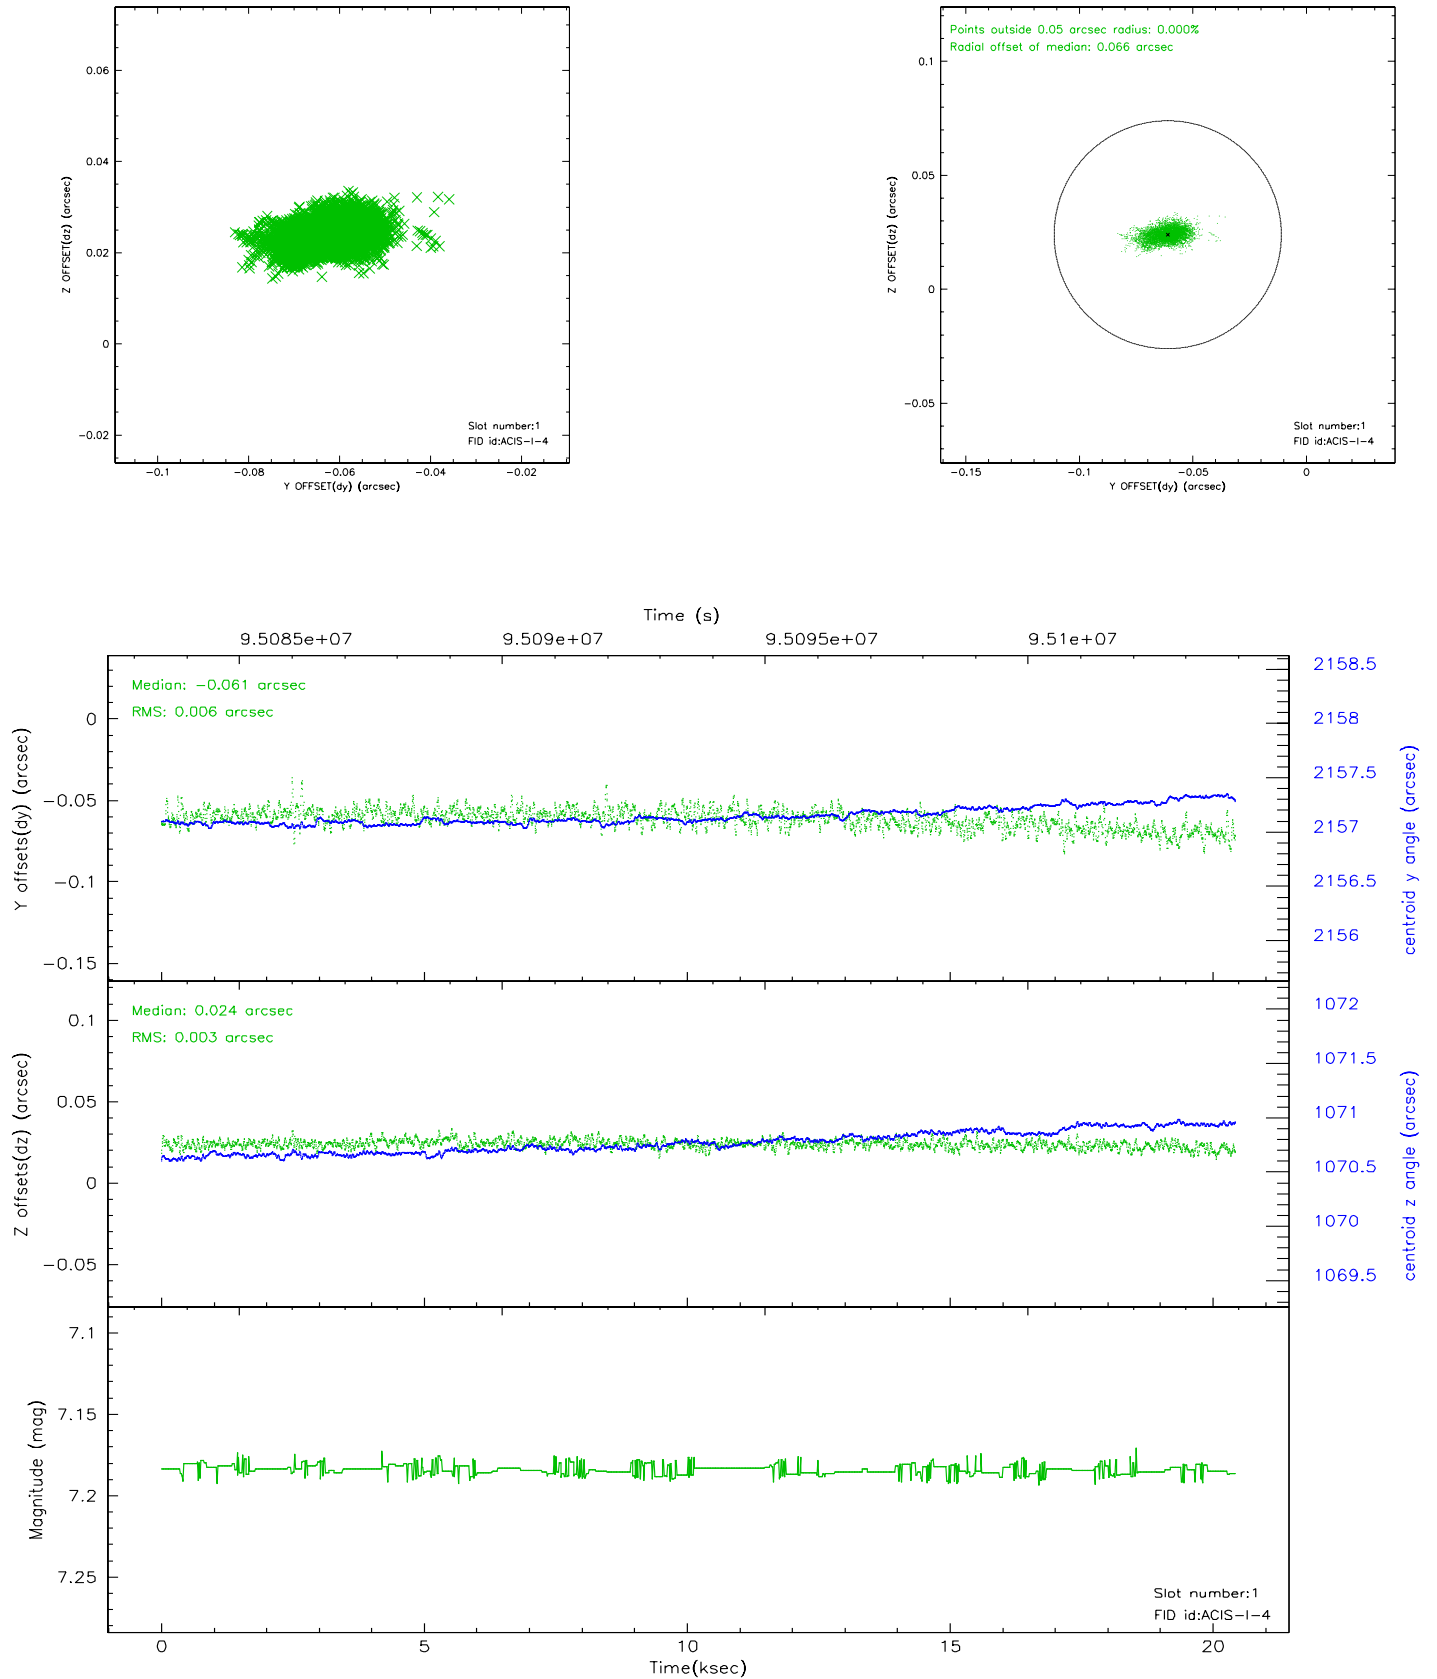 0.06
0.04
0.02
0
−0.02
Z OFFSET(dz) (arcsec)
Slot number:1
FID id:ACIS−I−4
−0.1
−0.08
−0.06
−0.04
−0.02
Y OFFSET(dy) (arcsec)
Points outside 0.05 arcsec radius: 0.000%
Radial offset of median: 0.066 arcsec
0.1
0.05
0
−0.05
Z OFFSET(dz) (arcsec)
Slot number:1
FID id:ACIS−I−4
−0.15
−0.1
−0.05
0
Y OFFSET(dy) (arcsec)
Time (s)
9.5085e+07
9.509e+07
9.5095e+07
9.51e+07
Median: −0.061 arcsec
RMS: 0.006 arcsec
0
−0.05
−0.1
−0.15
Y offsets(dy) (arcsec)
2158.5
2158
2157.5
2157
2156.5
2156
centroid y angle (arcsec)
Median: 0.024 arcsec
RMS: 0.003 arcsec
0.1
0.05
0
−0.05
Z offsets(dz) (arcsec)
1072
1071.5
1071
1070.5
1070
1069.5
centroid z angle (arcsec)
7.1
7.15
7.2
7.25
Magnitude (mag)
Slot number:1
FID id:ACIS−I−4
0
5
10
15
20
Time(ksec)